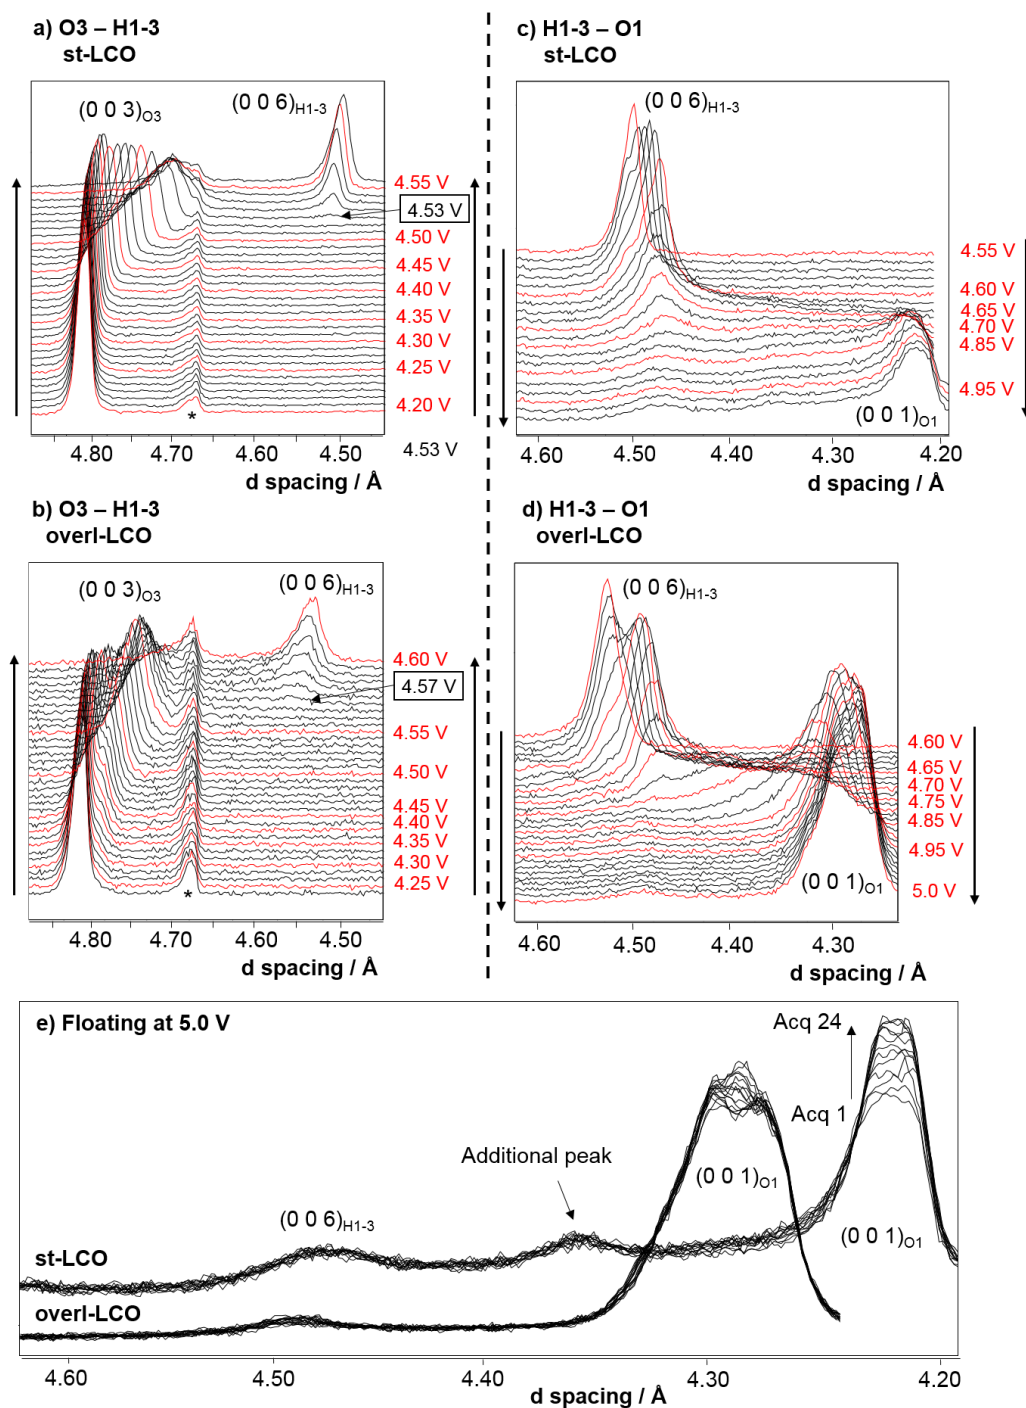 a) O3 – H1-3
st-LCO
(0 0 3)O3
(0 0 6)H1-3
4.55 V
4.53 V
4.50 V
4.45 V
4.40 V
4.35 V
4.30 V
4.25 V
4.20 V
*
4.80
4.70
4.60
4.50
4.53 V
d spacing / Å
c) H1-3 – O1
st-LCO
(0 0 6)H1-3
4.55 V
4.60 V
4.65 V
4.70 V
4.85 V
4.95 V
(0 0 1)O1
4.60
4.50
4.40
4.30
4.20
d spacing / Å
b) O3 – H1-3
overl-LCO
(0 0 3)O3
(0 0 6)H1-3
4.60 V
4.57 V
4.55 V
4.50 V
4.45 V
4.40 V
4.35 V
4.30 V
4.25 V
*
4.80
4.70
4.60
4.50
d spacing / Å
d) H1-3 – O1
overl-LCO
(0 0 6)H1-3
4.60 V
4.65 V
4.70 V
4.75 V
4.85 V
4.95 V
5.0 V
(0 0 1)O1
4.60
4.50
4.40
4.30
d spacing / Å
e) Floating at 5.0 V
Acq 24
Acq 1
Additional peak
(0 0 6)H1-3
(0 0 1)O1
(0 0 1)O1
st-LCO
overl-LCO
4.60
4.50
4.40
4.30
4.20
d spacing / Å